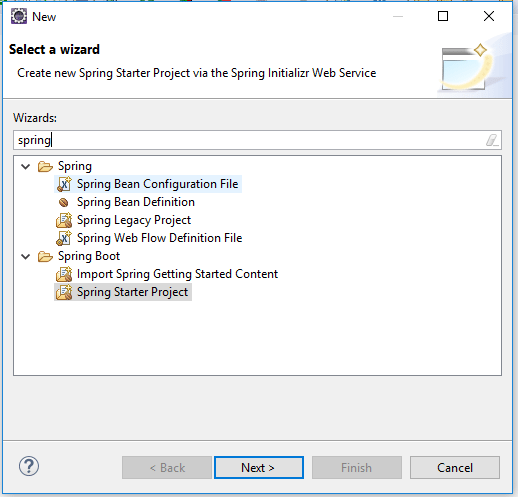 New
Select a wizard
Create new Spring Starter Project via the Spring Initializr Web Service
Wizards:
spring
Spring
Spring Bean Configuration File
Spring Bean Definition
Spring Legacy Project
Spring Web Flow Definition File
Spring Boot
Import Spring Getting Started Content
Spring Starter Project
? < Back Next > Finish Cancel